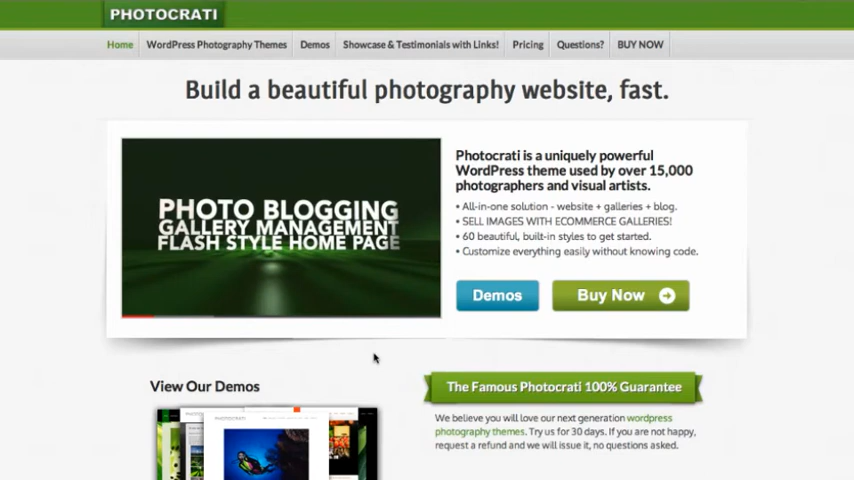 PHOTOCRATI
Home
WordPress Photography Themes
Demos
Showcase & Testimonials with Links!
Pricing
Questions?
BUY NOW
Build a beautiful photography website, fast.
PHOTO BLOGGING
GALLERY MANAGEMENT
FLASH STYLE HOME PAGE
Photocrati is a uniquely powerful
WordPress theme used by over 15,000
photographers and visual artists.
• All-in-one solution - website + galleries + blog.
• SELL IMAGES WITH ECOMMERCE GALLERIES!
• 60 beautiful, built-in styles to get started.
• Customize everything easily without knowing code.
Demos
Buy Now
View Our Demos
PHOTOCRATI
The Famous Photocrati 100% Guarantee
We believe you will love our next generation wordpress
photography themes. Try us for 30 days. If you are not happy,
request a refund and we will issue it, no questions asked.